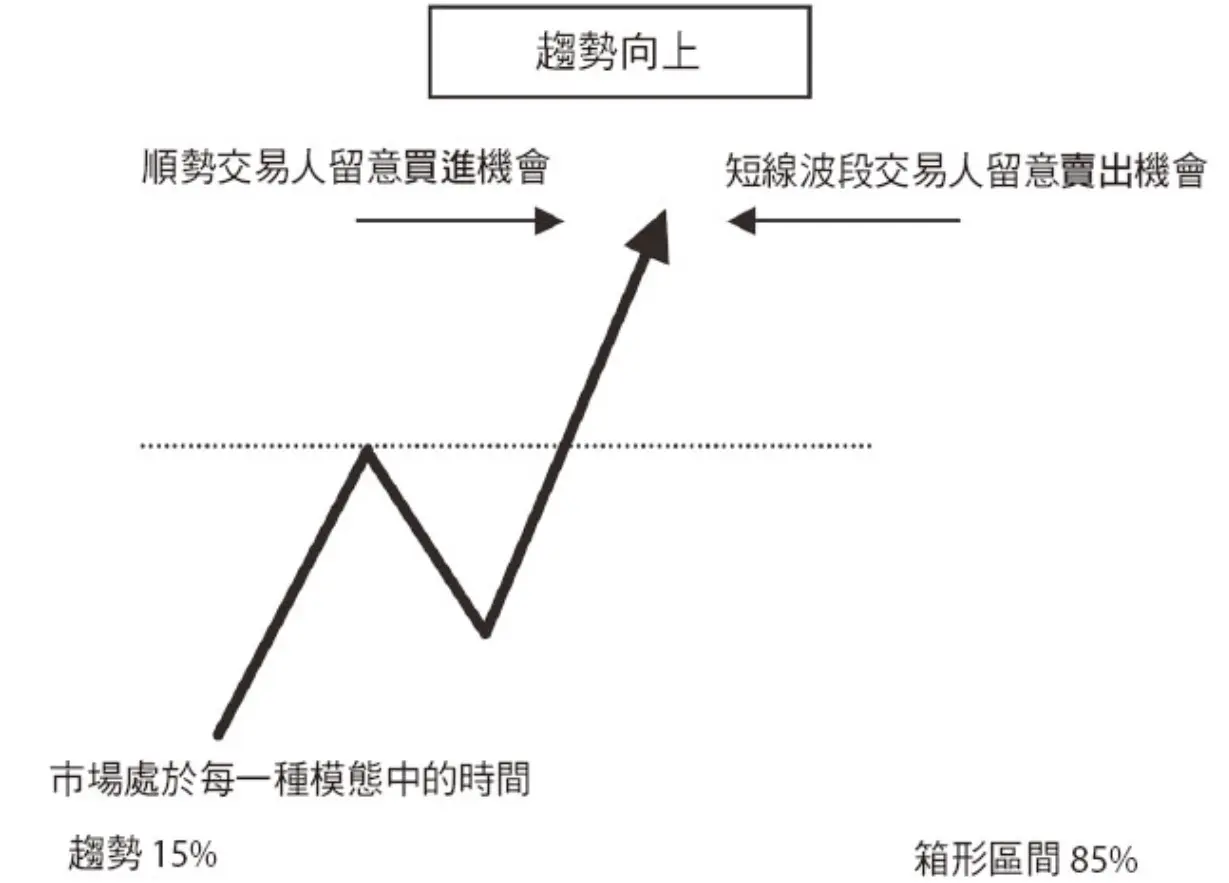 趨勢向上
順勢交易人留意買進機會
短線波段交易人留意賣出機會
市場處於每一種模態中的時間
趨勢 15%
箱形區間 85%